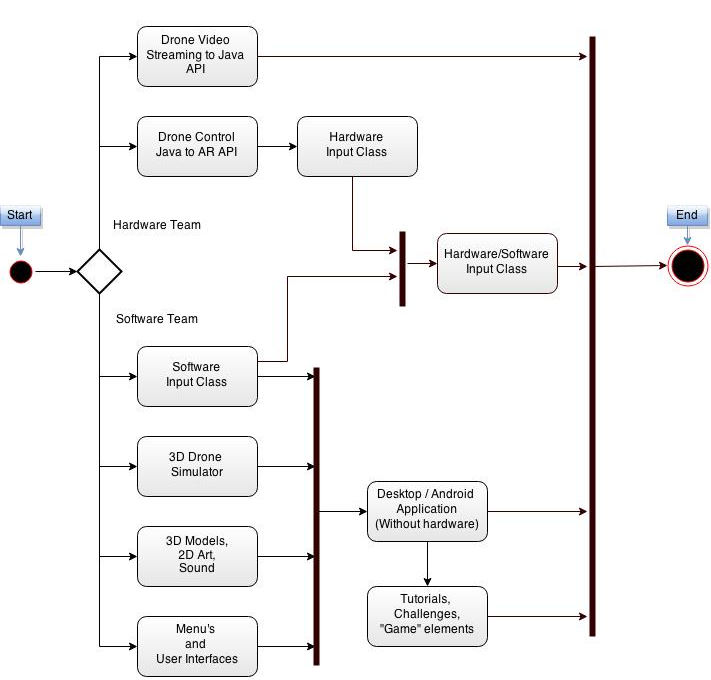 Drone Video
Streaming to Java
API
Drone Control
Java to AR API
Hardware
Input Class
Start
Hardware Team
End
Hardware/Software
Input Class
Software Team
Software
Input Class
3D Drone
Simulator
Desktop / Android
Application
(Without hardware)
3D Models,
2D Art,
Sound
Tutorials,
Challenges,
"Game" elements
Menu's
and
User Interfaces